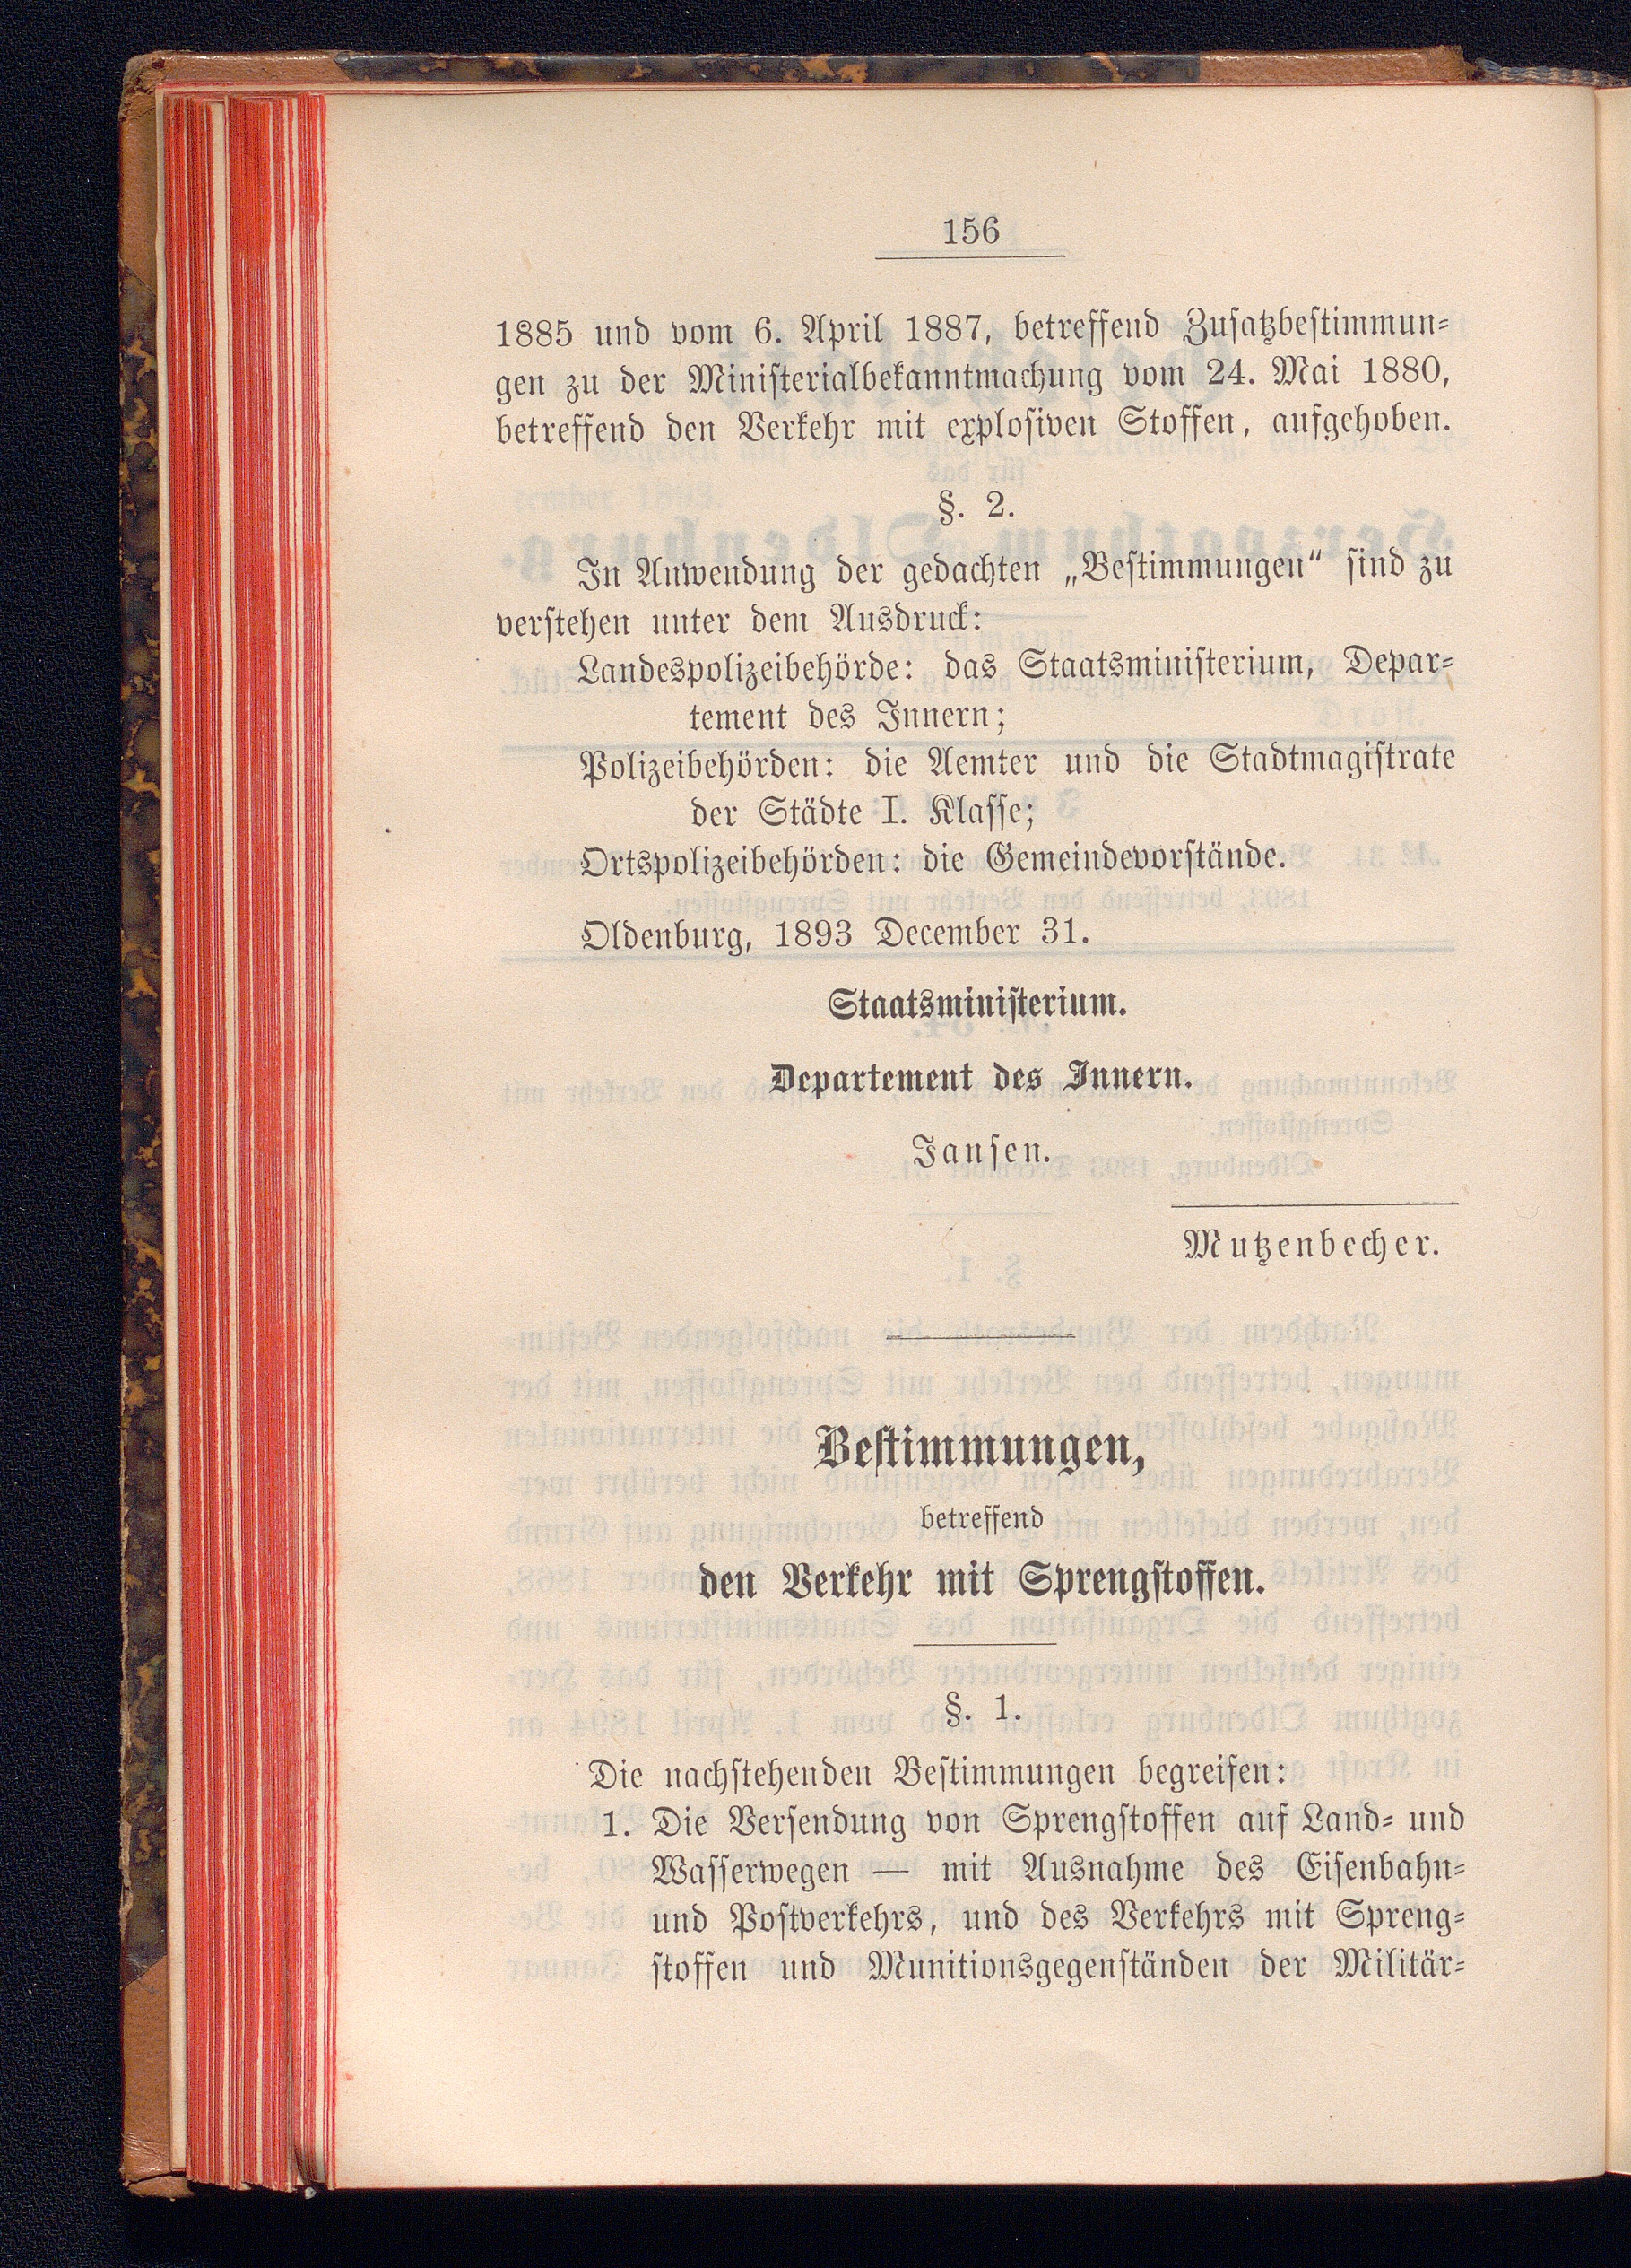 156
1885 und vom 6. April 1887, betreffend Zusatzbestimmun-
gen zu der Ministerialbekanntmachung vom 24. Mai 1880,
betreffend den Verkehr mit explosiven Stoffen, aufgehoben.
§. 2.
In Anwendung der gedachten „Bestimmungen“ sind zu
verstehen unter dem Ausdruck:
Landespolizeibehörde: das Staatsministerium, Depar-
tement des Innern;
Polizeibehörden: die Aemter und die Stadtmagistrate
der Städte I. Klasse;
Ortspolizeibehörden: die Gemeindevorstände.
Oldenburg, 1893 December 31.
Staatsministerium.
Departement des Innern.
Jansen.
Mutzenbecher.
Bestimmungen,
betreffend
den Verkehr mit Sprengstoffen.
§. 1.
Die nachstehenden Bestimmungen begreifen:
1. Die Versendung von Sprengstoffen auf Land- und
Wasserwegen — mit Ausnahme des Eisenbahn-
und Postverkehrs, und des Verkehrs mit Spreng-
stoffen und Munitionsgegenständen der Militär-